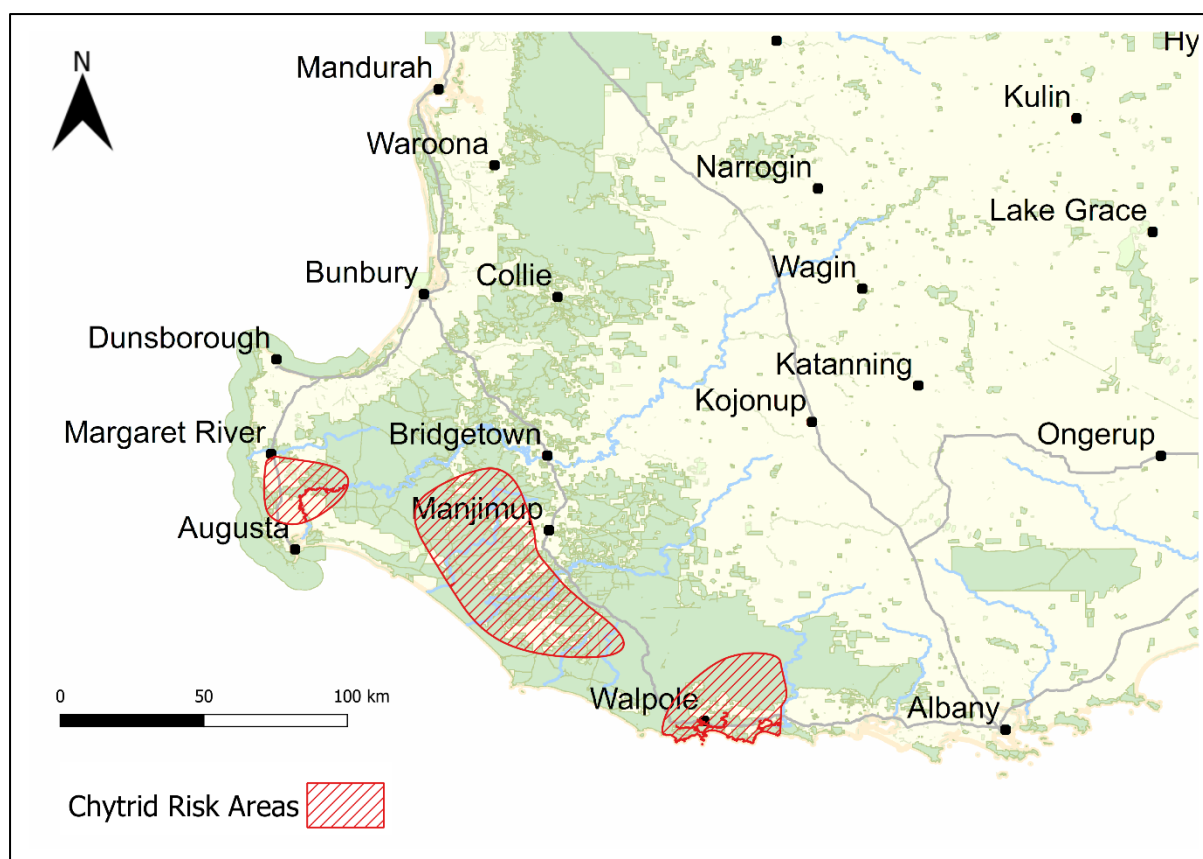 N
Hy
Mandurah
Kulin
Waroona
Narrogin
Lake Grace
Bunbury
Collie
Wagin
Dunsborough
Katanning
Kojonup
Margaret River
Bridgetown
Ongerup
Manjimup
Augusta
0 50 100 km
Walpole
Albany
Chytrid Risk Areas